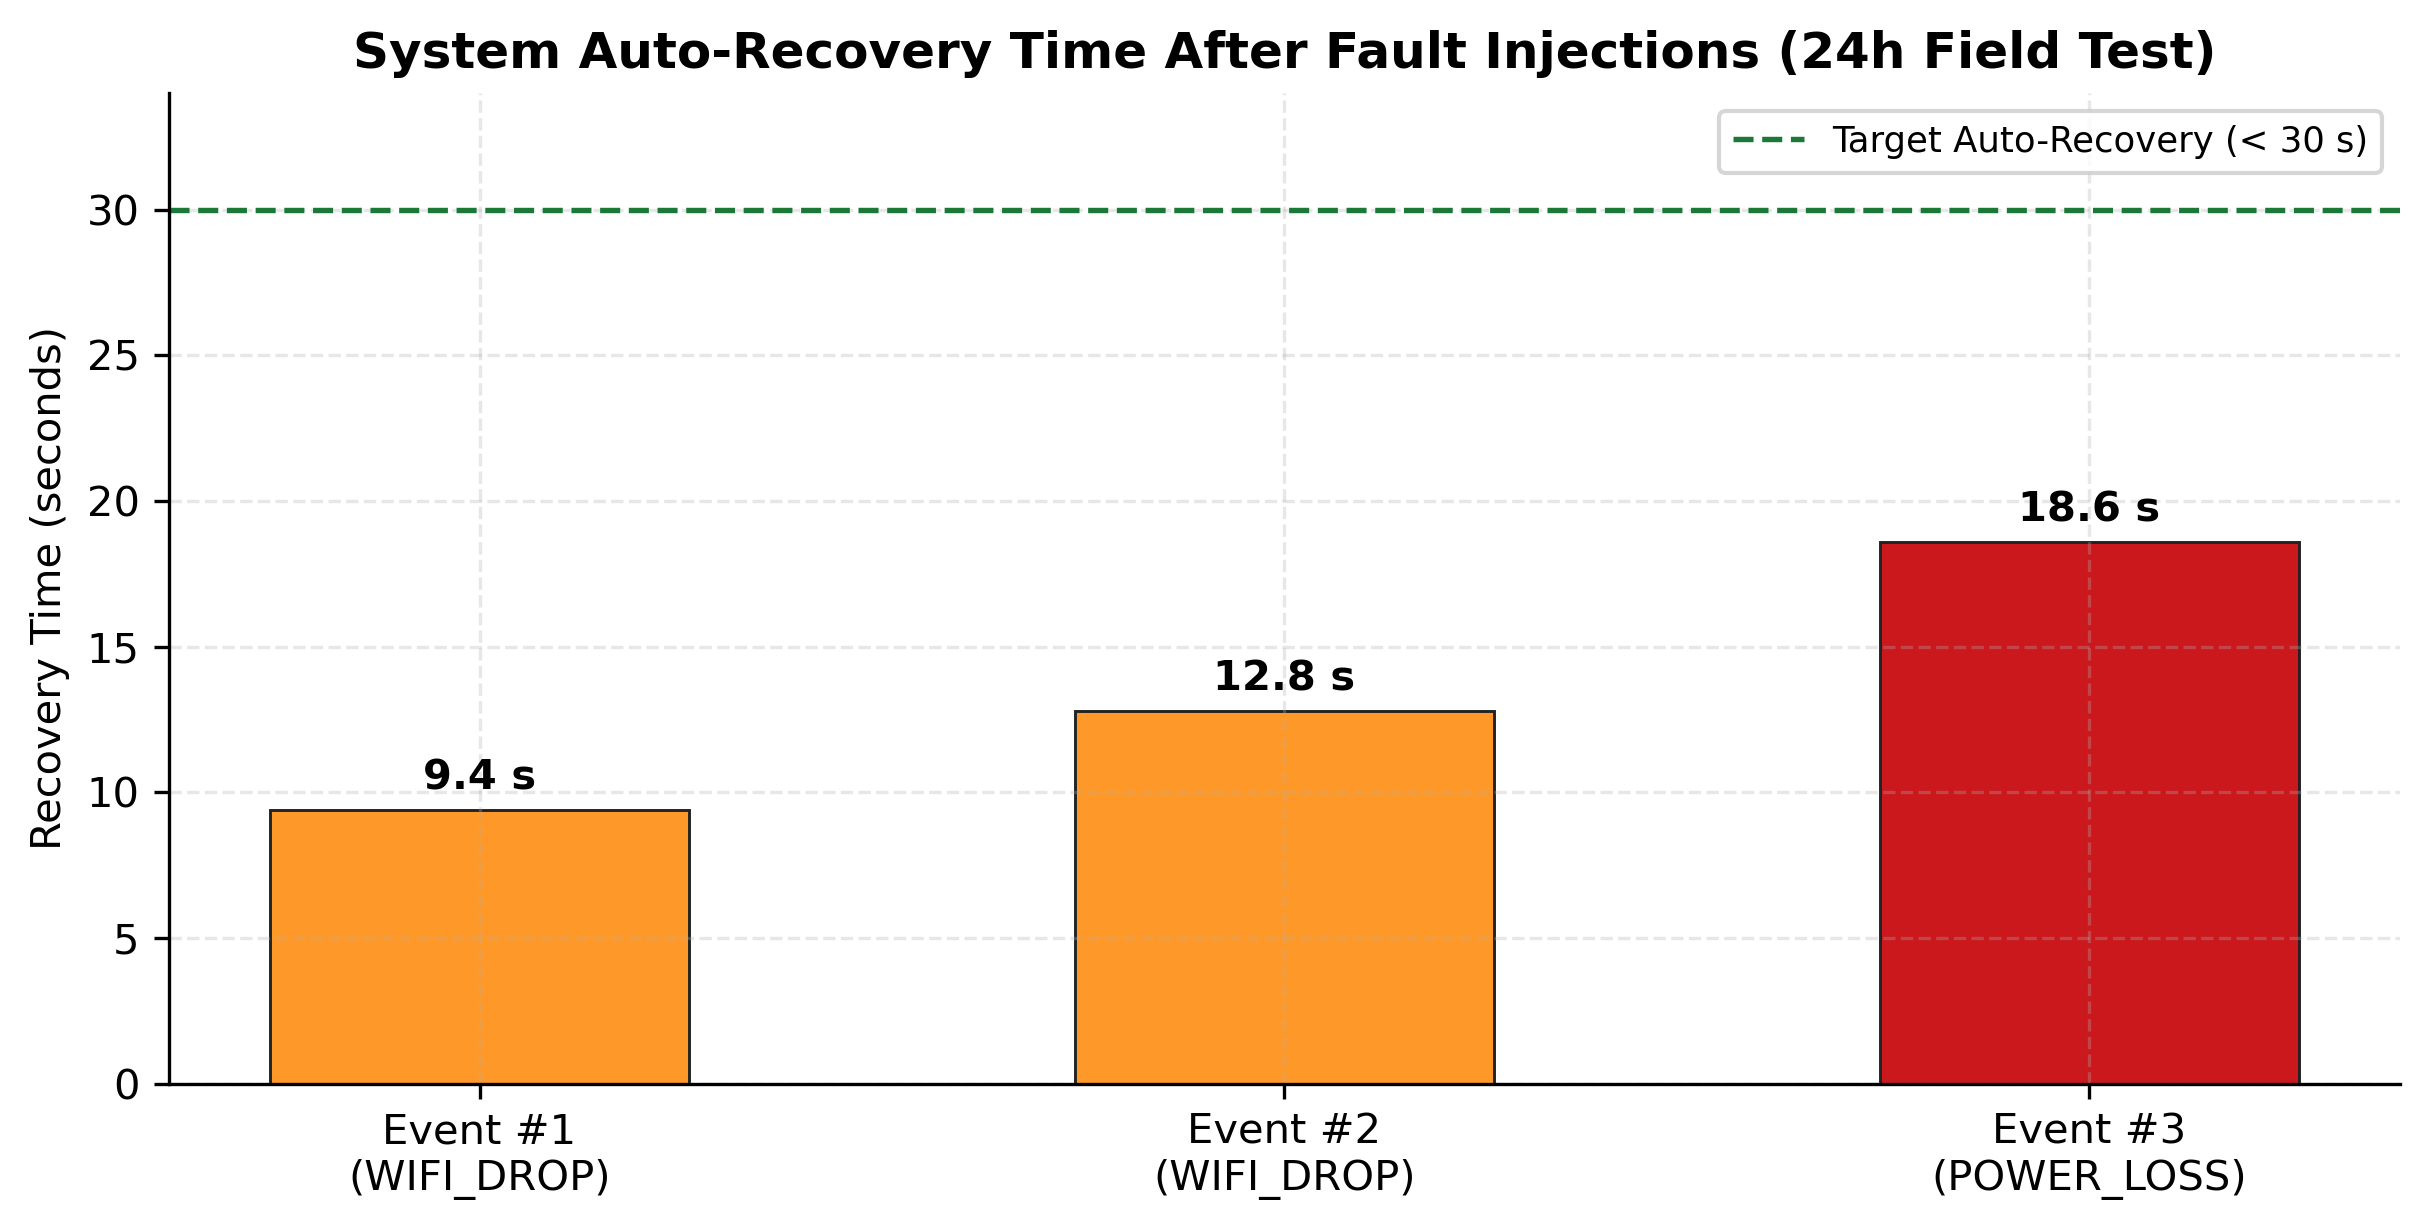 System Auto-Recovery Time After Fault Injections (24h Field Test)
Target Auto-Recovery (< 30 s)
Recovery Time (seconds)
30
25
20
15
10
5
0
9.4 s
12.8 s
18.6 s
Event #1
(WIFI_DROP)
Event #2
(WIFI_DROP)
Event #3
(POWER_LOSS)